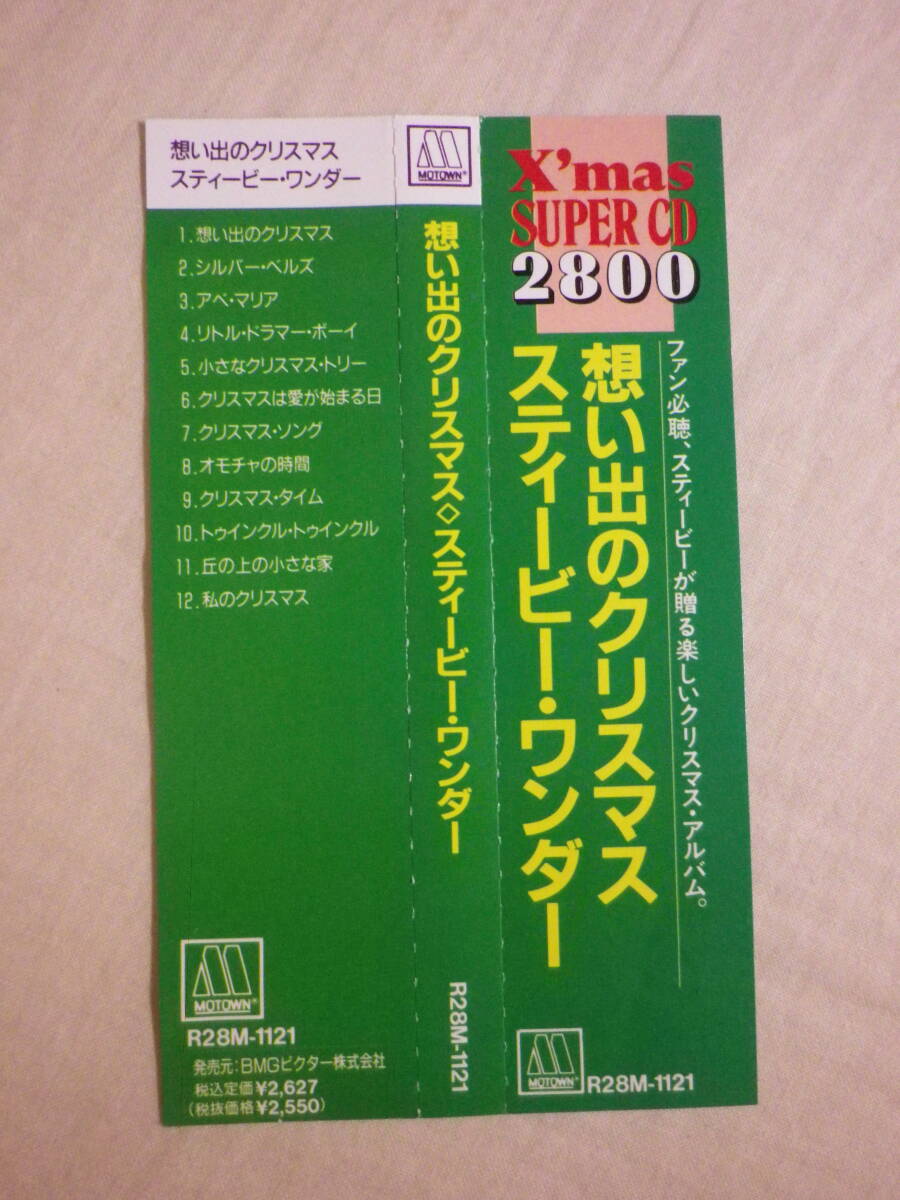 想い出のクリスマス
スティービー・ワンダー
1.想い出のクリスマス
2.シルバー・ベルズ
3.アベ・マリア
4.リトル・ドラマー・ボーイ
5.小さなクリスマス・トリー
6.クリスマスは愛が始まる日
7.クリスマス・ソング
8.オモチャの時間
9.クリスマス・タイム
10.トゥインクル・トゥインクル
11.丘の上の小さな家
12.私のクリスマス
MOTOWN®
R28M-1121
発売元:BMGビクター株式会社
税込定価¥2,627
(税抜価格¥2,550)
MOTOWN®
想い出のクリスマス◇スティービー・ワンダー
R28M-1121
X'mas
SUPER CD
2800
ファン必聴、スティービーが贈る楽しいクリスマス・アルバム。
想い出のクリスマス
スティービー・ワンダー
MOTOWN®
R28M-1121